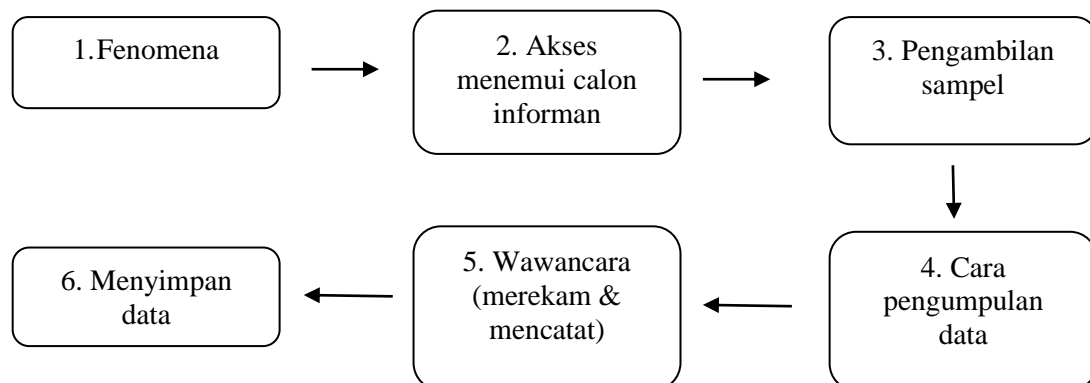 1.Fenomena
2. Akses
menemui calon
informan
3. Pengambilan
sampel
4. Cara
pengumpulan
data
5. Wawancara
(merekam &
mencatat)
6. Menyimpan
data